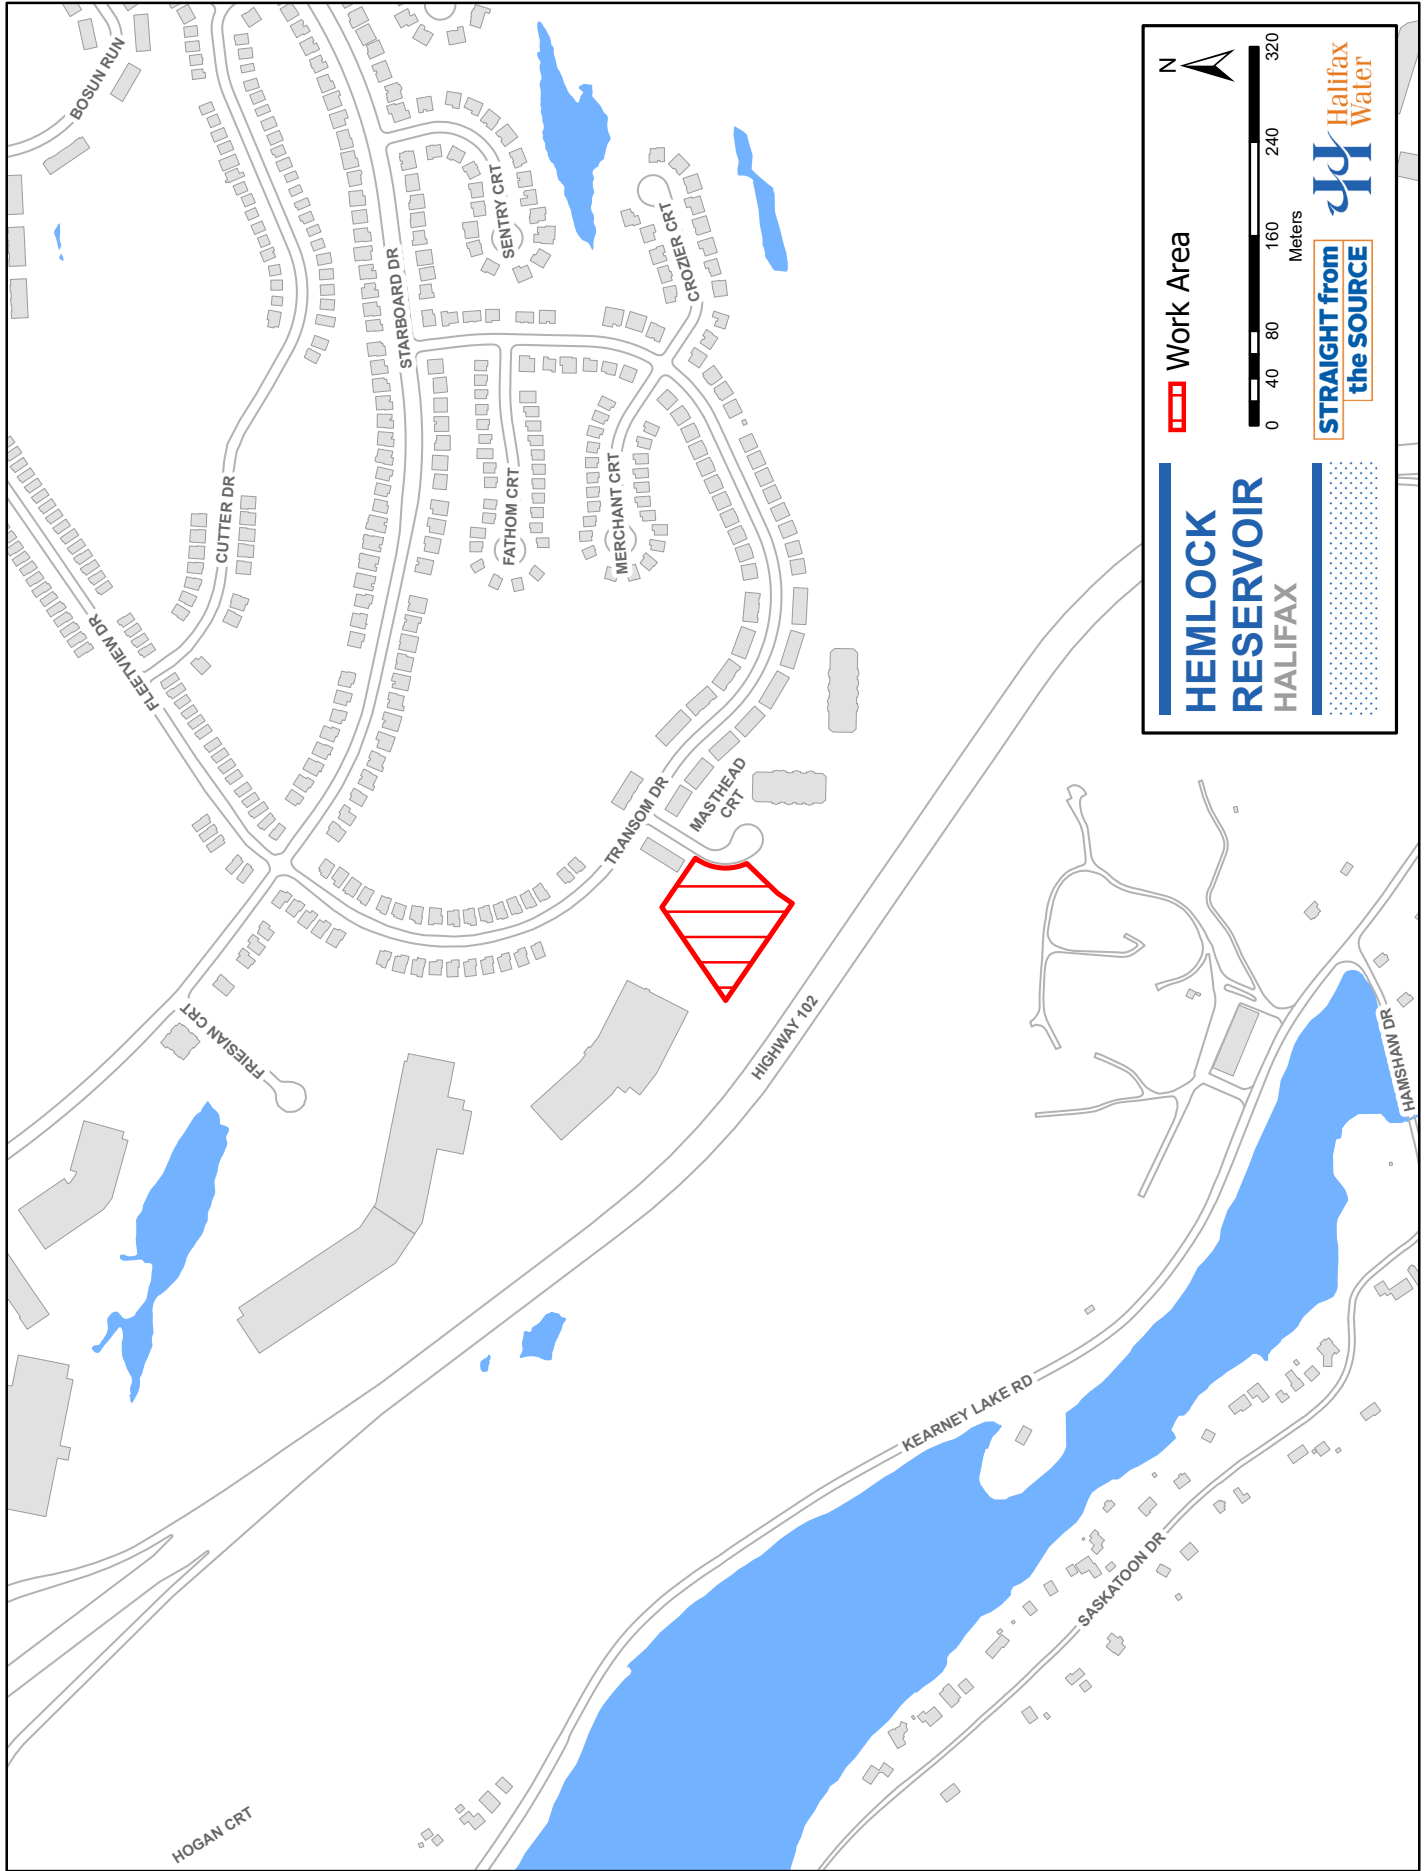 BOSUN RUN
SENTRY CRT
STARBOARD DR
CROZIER CRT
CUTTER DR
FATHOM CRT
MERCHANT CRT
FLEETVIEW DR
TRANSOM DR
MASTHEAD
CRT
FRIESIAN CRT
HIGHWAY 102
HAMSHAW DR
KEARNEY LAKE RD
SASKATOON DR
HOGAN CRT
HEMLOCK
RESERVOIR
HALIFAX
Work Area
N
0 40 80 160 240 320
Meters
STRAIGHT from
the SOURCE
Halifax
Water